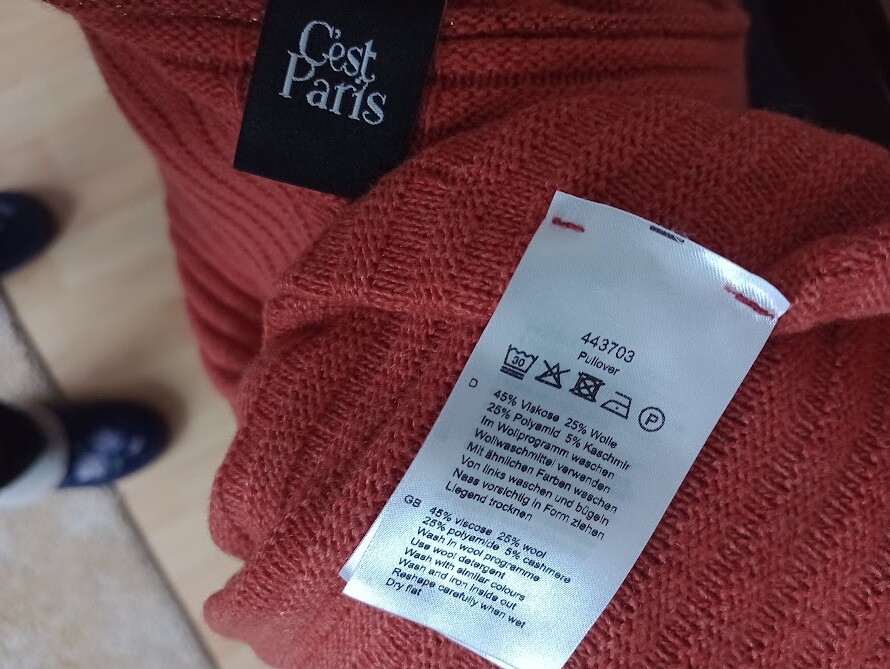 C'est
Paris
443703
Pullover
30
P
D 45% Viskose 25% Wolle
25% Polyamid 5% Kaschmir
Im Wollprogramm waschen
Wollwaschmittel verwenden
Mit ähnlichen Farben waschen
Von links waschen und bügeln
Nass vorsichtig in Form ziehen
Liegend trocknen
GB 45% viscose 25% wool
25% polyamide 5% cashmere
Wash in wool programme
Use wool detergent
Wash with similar colours
Wash and iron inside out
Reshape carefully when wet
Dry flat